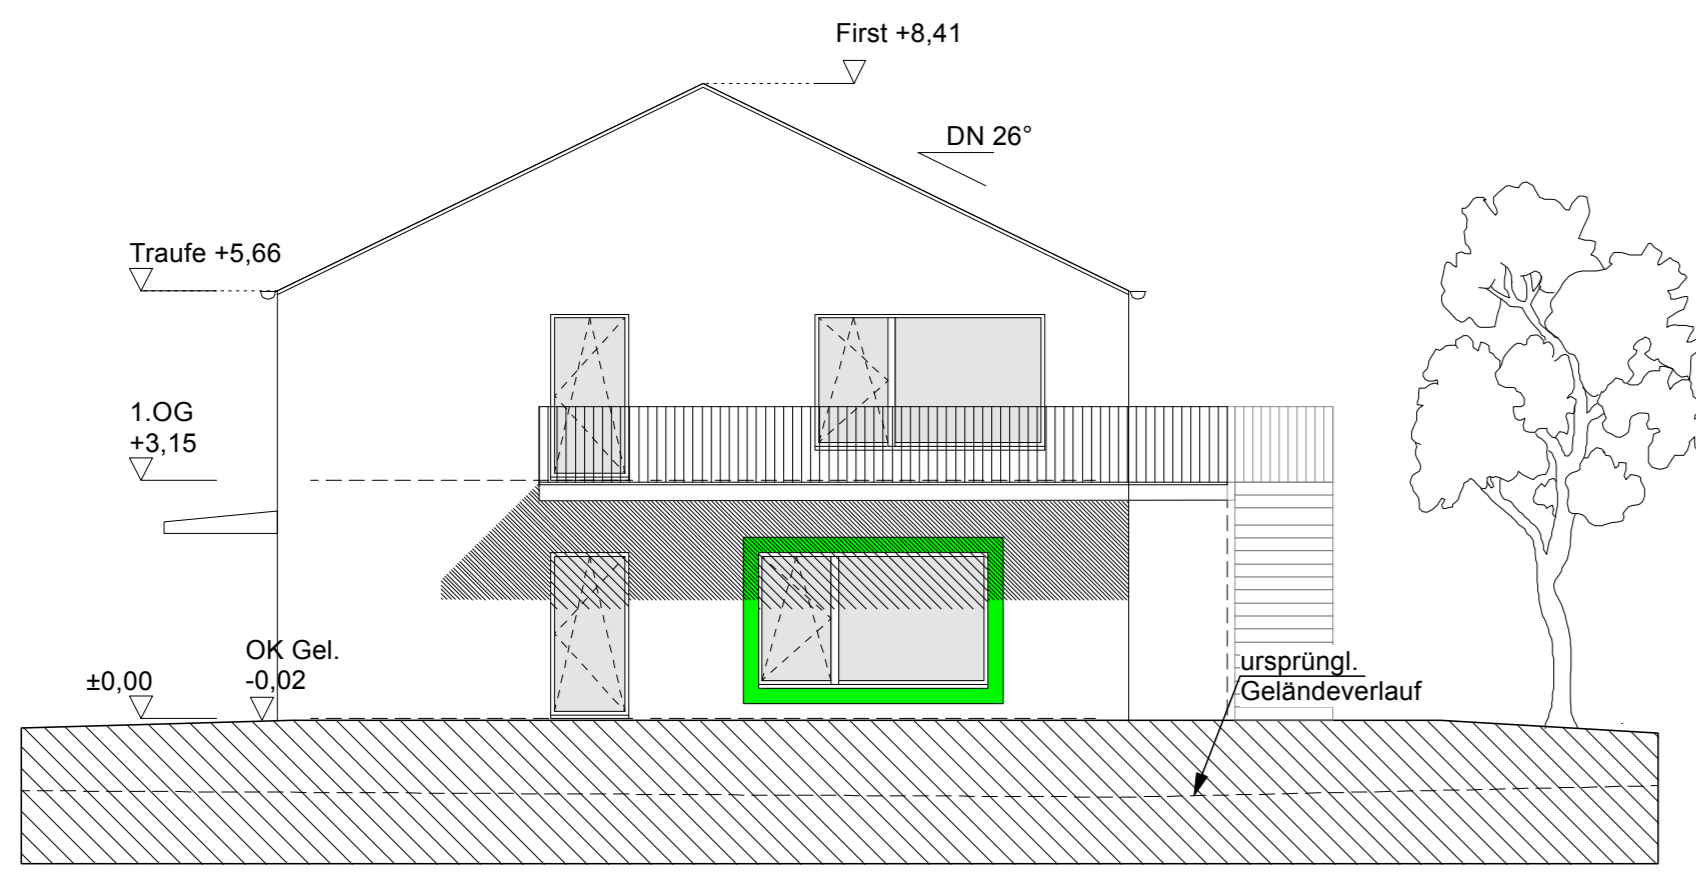 First +8,41
DN 26°
Traufe +5,66
1.OG
+3,15
OK Gel.
-0,02
±0,00
ursprüngl.
Geländeverlauf